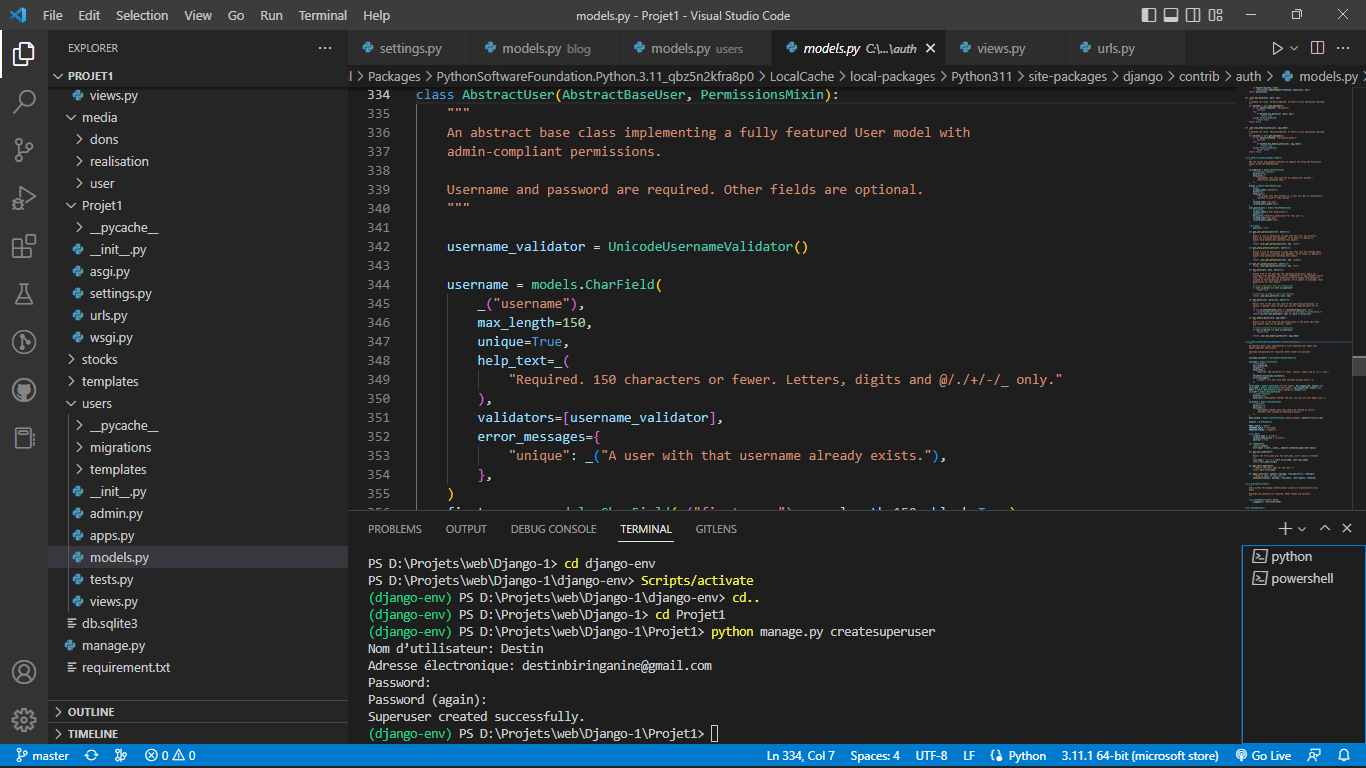 File Edit Selection View Go Run Terminal Help
models.py - Projet1 - Visual Studio Code
EXPLORER
PROJET1
views.py
media
dons
realisation
user
Projet1
__pycache__
__init__.py
asgi.py
settings.py
urls.py
wsgi.py
stocks
templates
users
__pycache__
migrations
templates
__init__.py
admin.py
apps.py
models.py
tests.py
views.py
db.sqlite3
manage.py
requirement.txt
OUTLINE
TIMELINE
settings.py models.py blog models.py users models.py C:\...\auth views.py urls.py
l > Packages > PythonSoftwareFoundation.Python.3.11_qbz5n2kfra8p0 > LocalCache > local-packages > Python311 > site-packages > django > contrib > auth > models.py >
334 class AbstractUser(AbstractBaseUser, PermissionsMixin):
335 """
336 An abstract base class implementing a fully featured User model with
337 admin-compliant permissions.
338
339 Username and password are required. Other fields are optional.
340 """
341
342 username_validator = UnicodeUsernameValidator()
343
344 username = models.CharField(
345 _("username"),
346 max_length=150,
347 unique=True,
348 help_text=_(
349 "Required. 150 characters or fewer. Letters, digits and @/./+/-/_ only."
350 ),
351 validators=[username_validator],
352 error_messages={
353 "unique": _("A user with that username already exists."),
354 },
355 )
PROBLEMS OUTPUT DEBUG CONSOLE TERMINAL GITLENS
PS D:\Projets\web\Django-1> cd django-env
PS D:\Projets\web\Django-1\django-env> Scripts/activate
(django-env) PS D:\Projets\web\Django-1\django-env> cd..
(django-env) PS D:\Projets\web\Django-1> cd Projet1
(django-env) PS D:\Projets\web\Django-1\Projet1> python manage.py createsuperuser
Nom d’utilisateur: Destin
Adresse électronique: destinbiringanine@gmail.com
Password:
Password (again):
Superuser created successfully.
(django-env) PS D:\Projets\web\Django-1\Projet1>
python
powershell
master 0 0 Ln 334, Col 7 Spaces: 4 UTF-8 LF Python 3.11.1 64-bit (microsoft store) Go Live